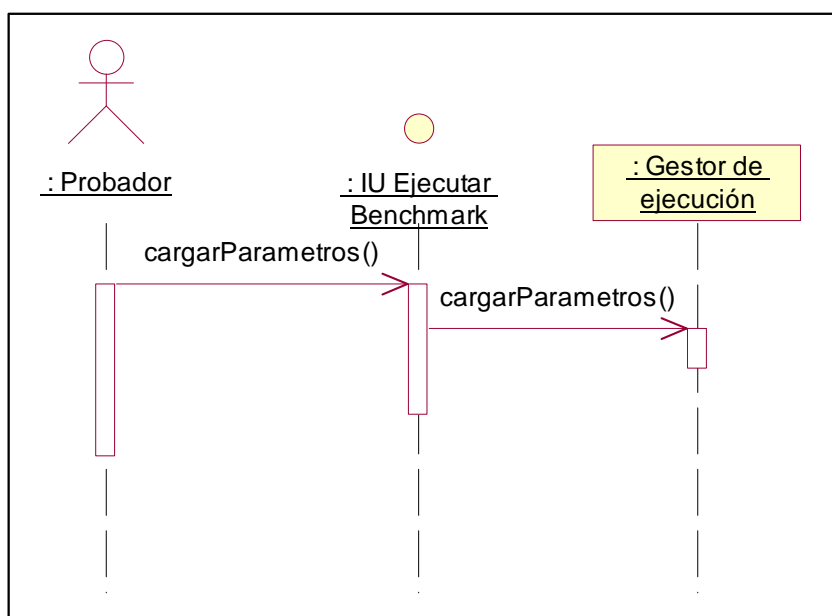 : Probador
: IU Ejecutar
Benchmark
: Gestor de
ejecución
cargarParametros()
cargarParametros()